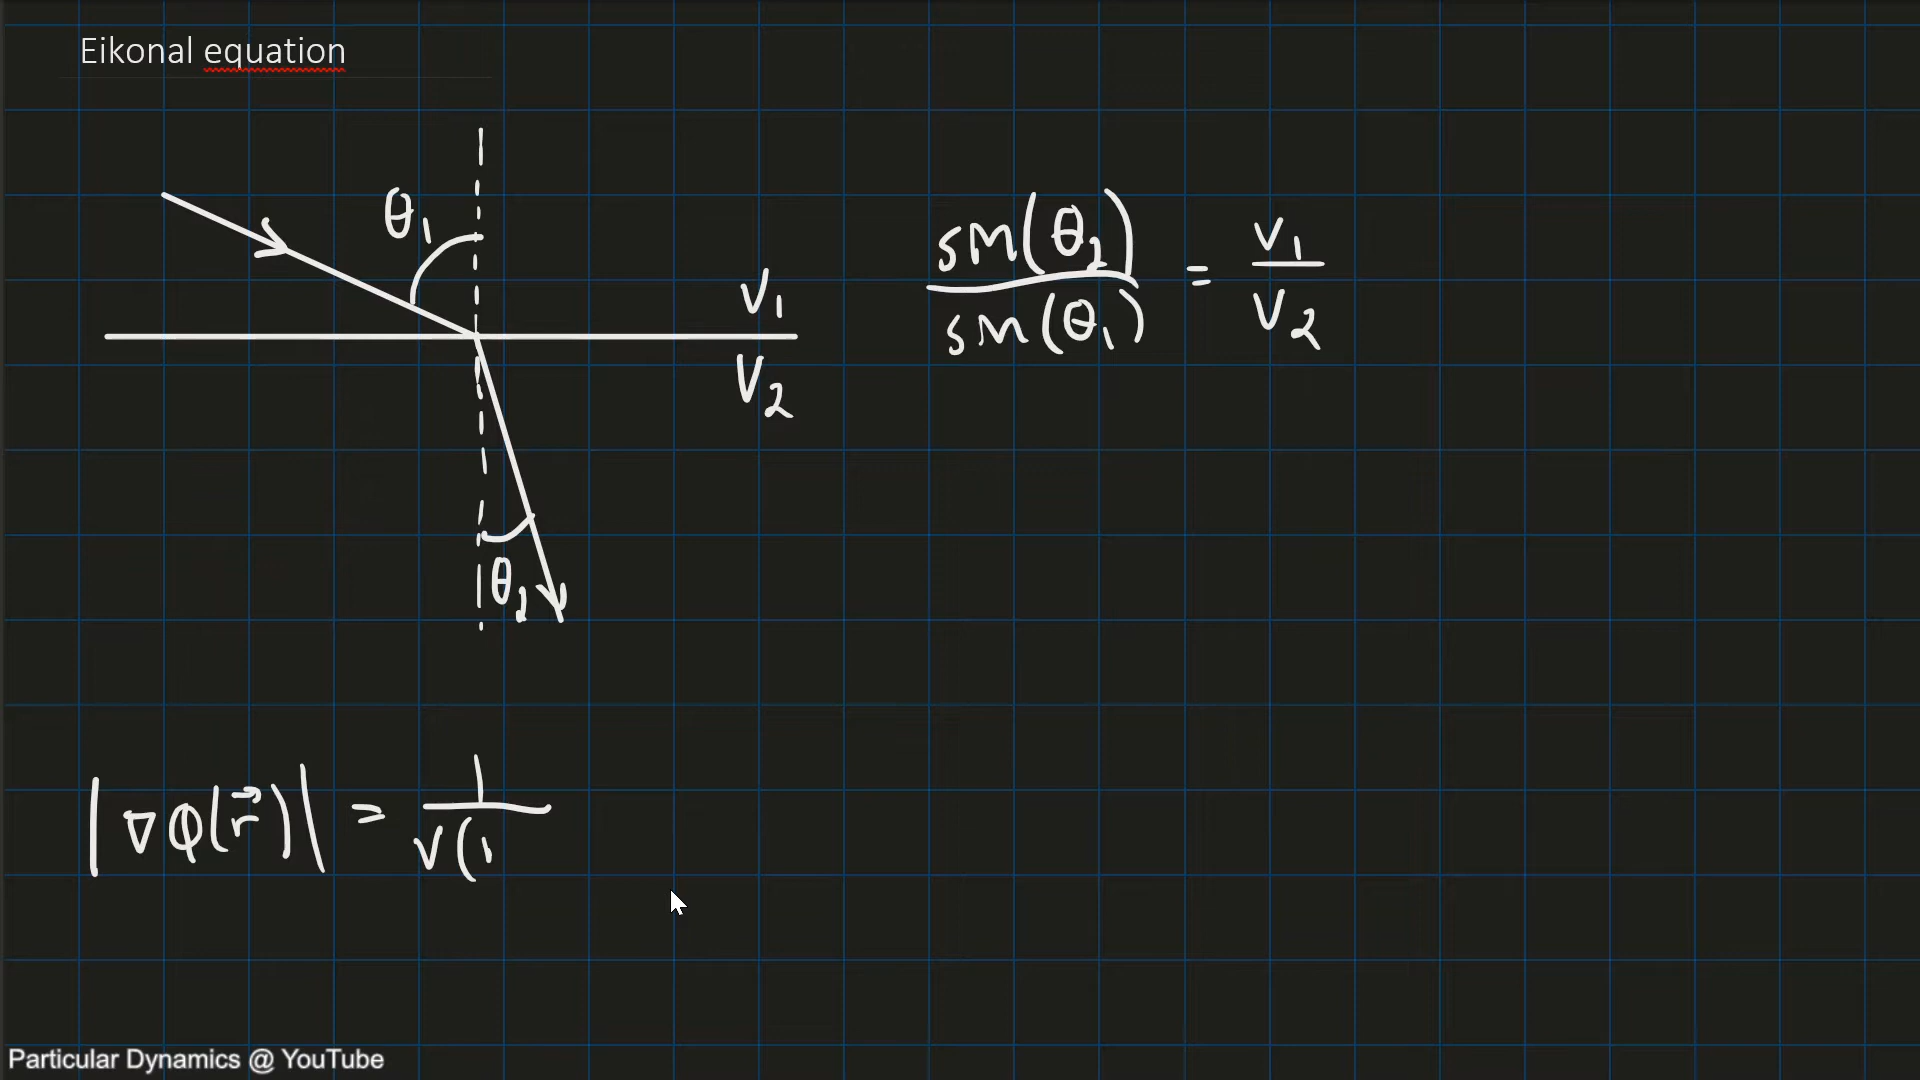 Eikonal equation
θ₁
V₁
V₂
θ₂
sin(θ₂) / sin(θ₁) = V₁ / V₂
|∇φ(r⃗)| = 1 / V(
Particular Dynamics @ YouTube